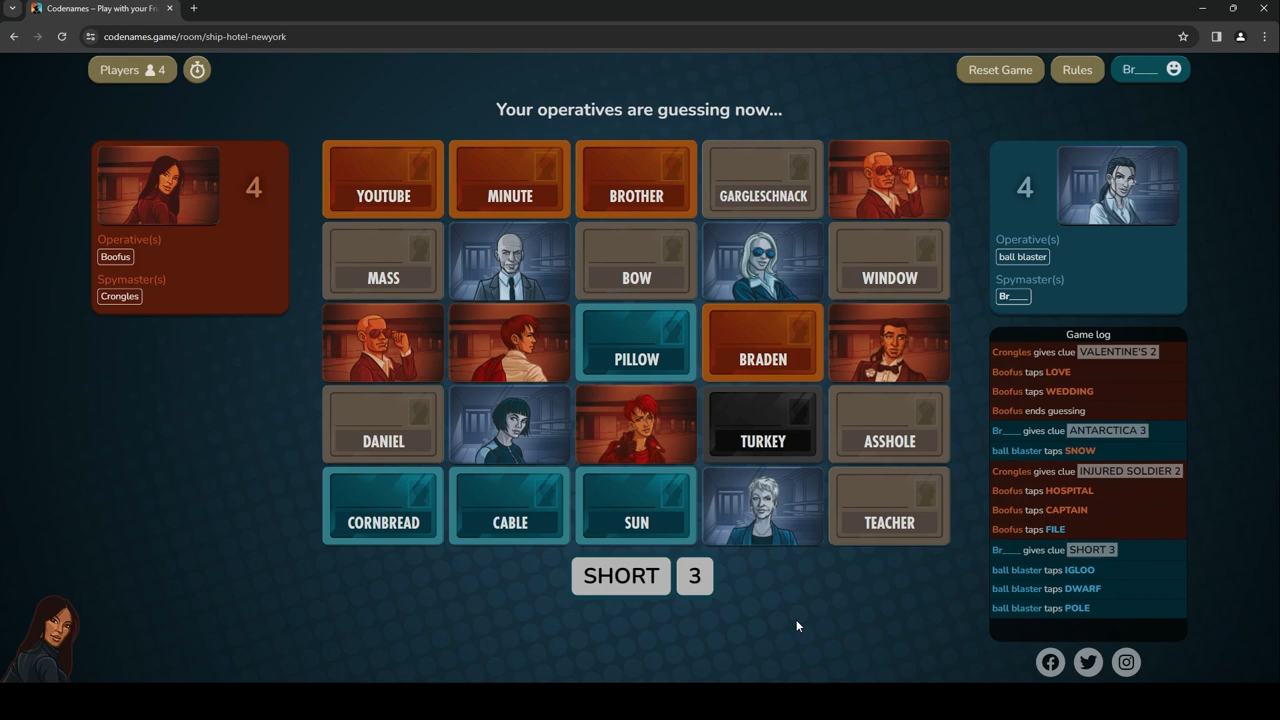 Codenames – Play with your Fri
codenames.game/room/ship-hotel-newyork
Players 4
Reset Game
Rules
Br____
Your operatives are guessing now...
4
Operative(s)
Boofus
Spymaster(s)
Crongles
YOUTUBE
MINUTE
BROTHER
GARGLESCHNACK
MASS
BOW
WINDOW
PILLOW
BRADEN
DANIEL
TURKEY
ASSHOLE
CORNBREAD
CABLE
SUN
TEACHER
SHORT 3
4
Operative(s)
ball blaster
Spymaster(s)
Br____
Game log
Crongles gives clue VALENTINE'S 2
Boofus taps LOVE
Boofus taps WEDDING
Boofus ends guessing
Br____ gives clue ANTARCTICA 3
ball blaster taps SNOW
Crongles gives clue INJURED SOLDIER 2
Boofus taps HOSPITAL
Boofus taps CAPTAIN
Boofus taps FILE
Br____ gives clue SHORT 3
ball blaster taps IGLOO
ball blaster taps DWARF
ball blaster taps POLE